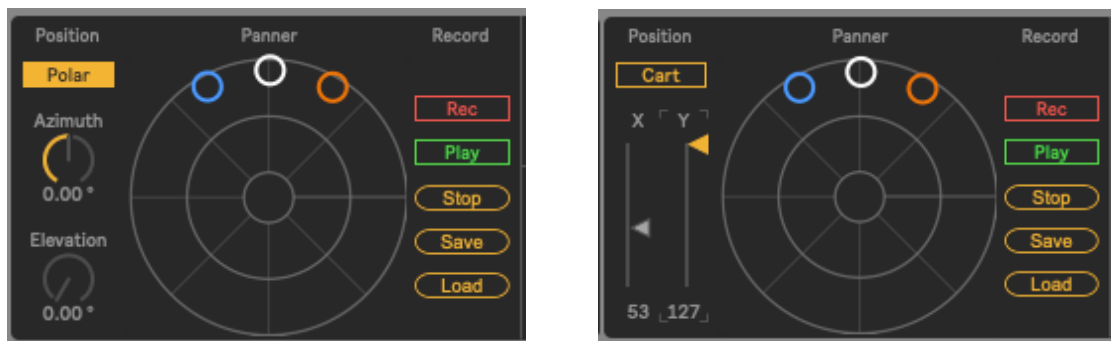 Position Panner Record
Polar
Azimuth
0.00 °
Elevation
0.00 °
Rec
Play
Stop
Save
Load
Position Panner Record
Cart
X Y
53 127
Rec
Play
Stop
Save
Load